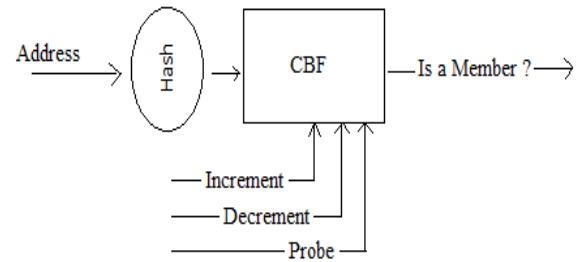 Address
Hash
CBF
Is a Member ?
Increment
Decrement
Probe